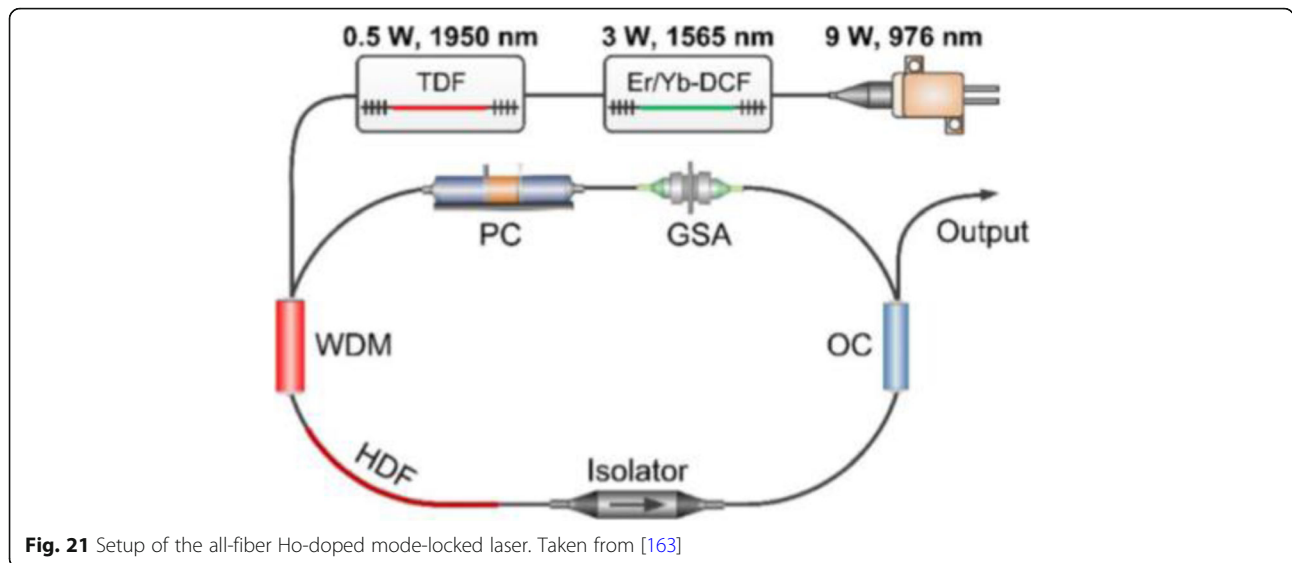 0.5 W, 1950 nm 3 W, 1565 nm 9 W, 976 nm
TDF Er/Yb-DCF
PC GSA Output
WDM OC
HDF Isolator
Fig. 21 Setup of the all-fiber Ho-doped mode-locked laser. Taken from [163]